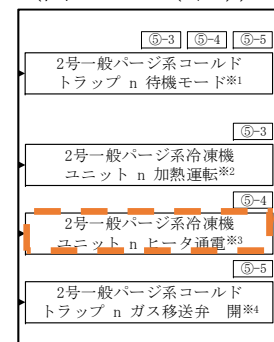 ⑤-3 ⑤-4 ⑤-5
2号一般パージ系コールド
トラップ n 待機モード※1
⑤-3
2号一般パージ系冷凍機
ユニット n 加熱運転※2
⑤-4
2号一般パージ系冷凍機
ユニット n ヒータ通電※3
⑤-5
2号一般パージ系コールド
トラップ n ガス移送弁 開※4